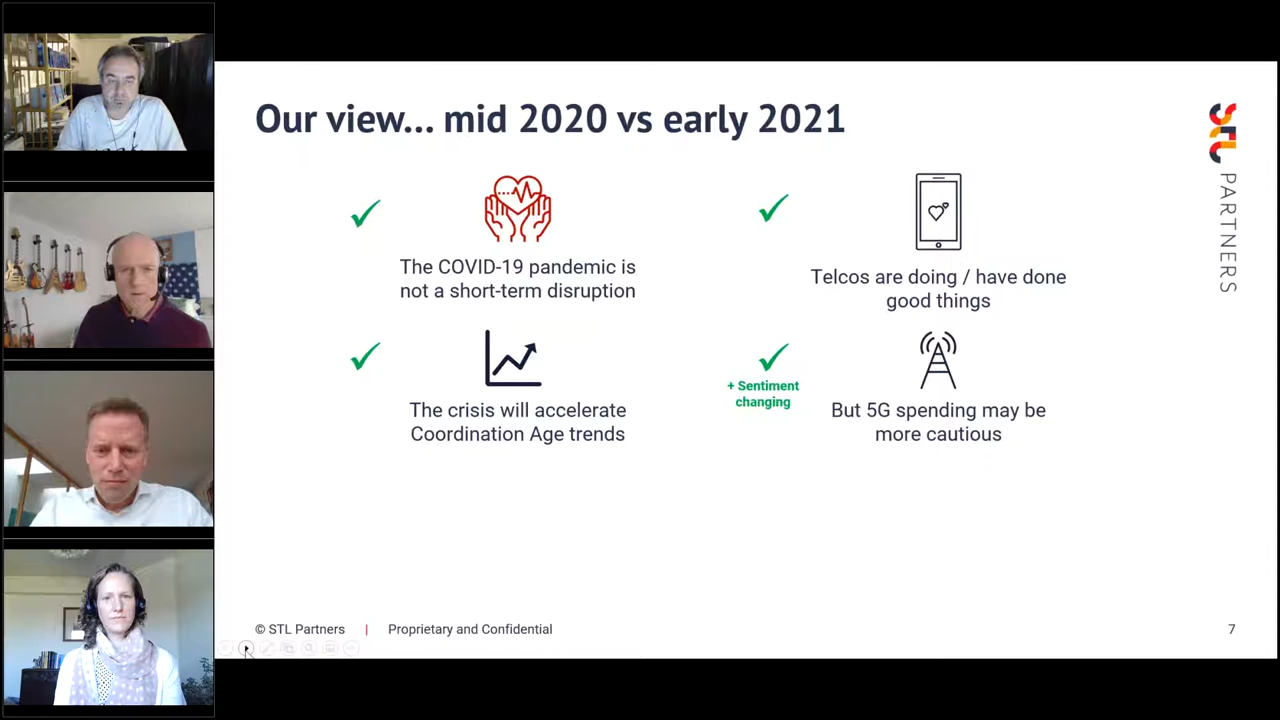 Our view... mid 2020 vs early 2021
STL
PARTNERS
The COVID-19 pandemic is
not a short-term disruption
Telcos are doing / have done
good things
The crisis will accelerate
Coordination Age trends
+ Sentiment
changing
But 5G spending may be
more cautious
© STL Partners | Proprietary and Confidential
7